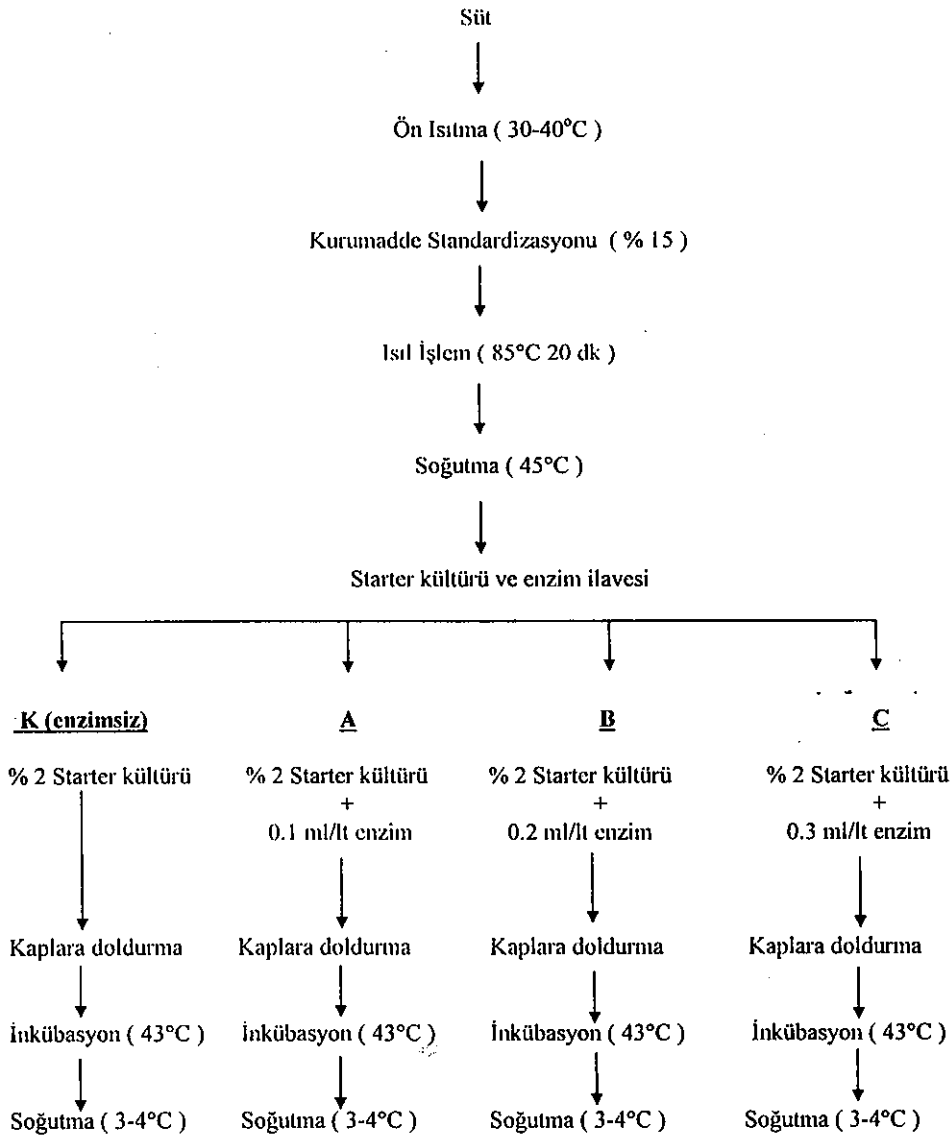 Süt
Ön Isıtma ( 30-40°C )
Kurumadde Standardizasyonu ( % 15 )
Isıl İşlem ( 85°C 20 dk )
Soğutma ( 45°C )
Starter kültürü ve enzim ilavesi
K (enzimsiz) A B C
% 2 Starter kültürü % 2 Starter kültürü % 2 Starter kültürü % 2 Starter kültürü
+ + +
0.1 ml/lt enzim 0.2 ml/lt enzim 0.3 ml/lt enzim
Kaplara doldurma Kaplara doldurma Kaplara doldurma Kaplara doldurma
İnkübasyon ( 43°C ) İnkübasyon ( 43°C ) İnkübasyon ( 43°C ) İnkübasyon ( 43°C )
Soğutma ( 3-4°C ) Soğutma ( 3-4°C ) Soğutma ( 3-4°C ) Soğutma ( 3-4°C )